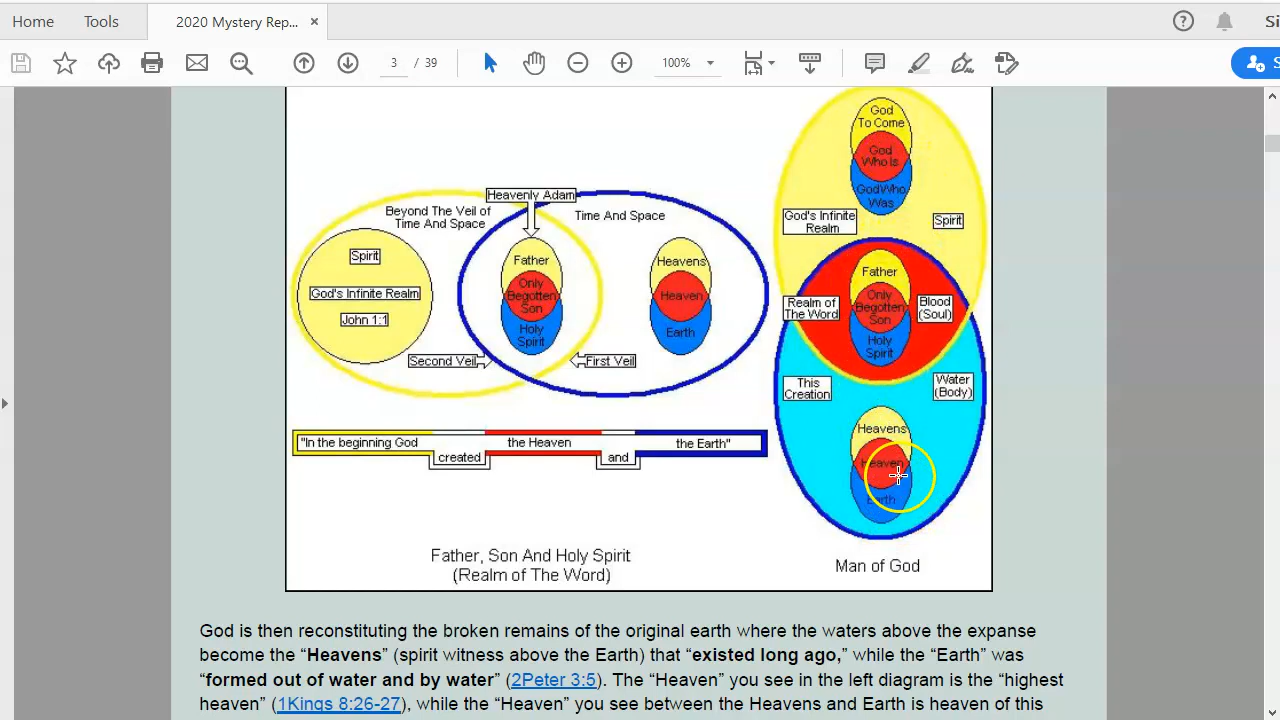 Home
Tools
2020 Mystery Rep...
3 / 39
100%
God
To Come
God
Who Is
God Who
Was
God's Infinite
Realm
Spirit
Heavenly Adam
Beyond The Veil of
Time And Space
Time And Space
Spirit
God's Infinite Realm
John 1:1
Father
Only
Begotten
Son
Holy
Spirit
Heavens
Heaven
Earth
Second Veil
First Veil
Father
Only
Begotten
Son
Holy
Spirit
Realm of
The Word
Blood
(Soul)
This
Creation
Water
(Body)
Heavens
Heaven
Earth
"In the beginning God
created
the Heaven
and
the Earth"
Father, Son And Holy Spirit
(Realm of The Word)
Man of God
God is then reconstituting the broken remains of the original earth where the waters above the expanse
become the “Heavens” (spirit witness above the Earth) that “existed long ago,” while the “Earth” was
“formed out of water and by water” (2Peter 3:5). The “Heaven” you see in the left diagram is the “highest
heaven” (1Kings 8:26-27), while the “Heaven” you see between the Heavens and Earth is heaven of this